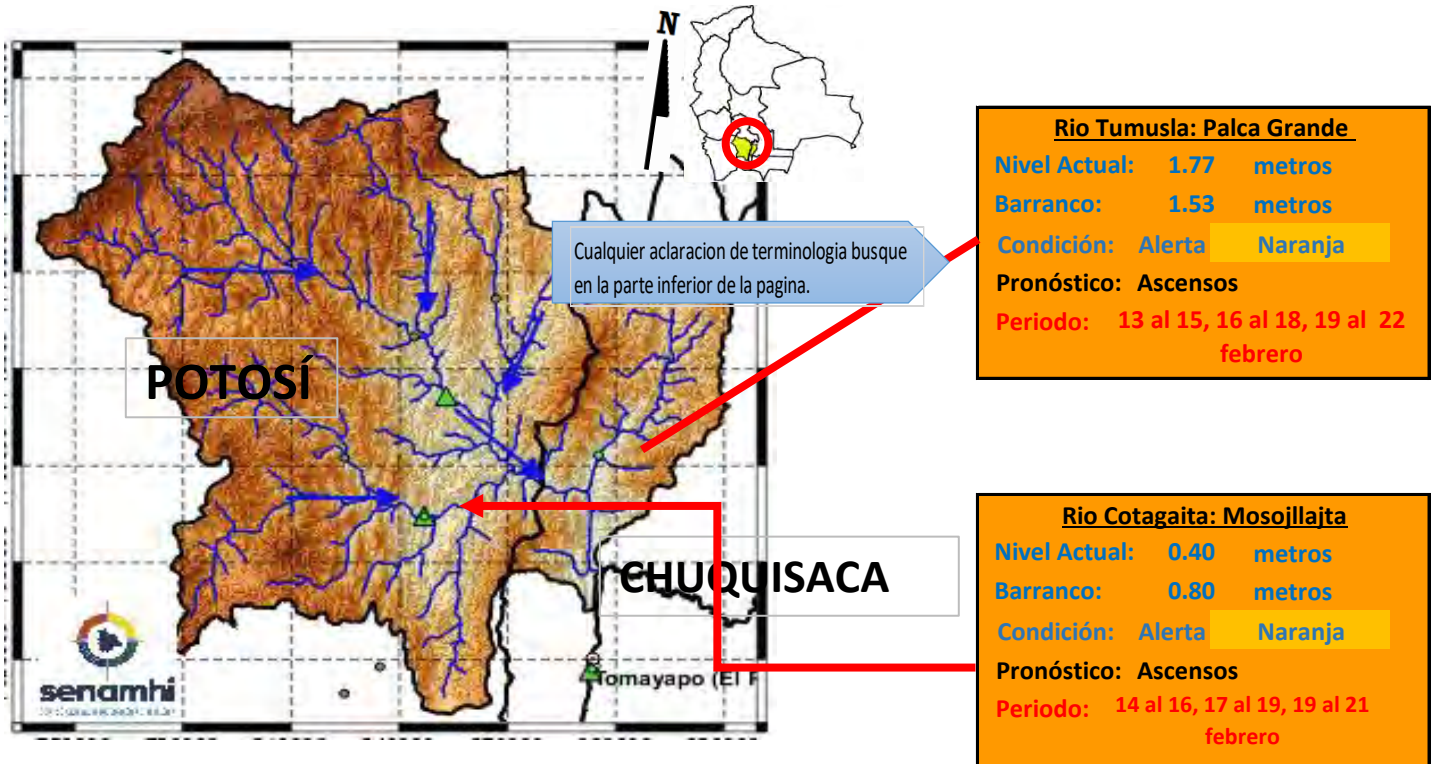 N
Cualquier aclaracion de terminologia busque
en la parte inferior de la pagina.
POTOSÍ
CHUQUISACA
Tomayapo (El
senamhi
Rio Tumusla: Palca Grande
Nivel Actual: 1.77 metros
Barranco: 1.53 metros
Condición: Alerta Naranja
Pronóstico: Ascensos
Periodo: 13 al 15, 16 al 18, 19 al 22
febrero
Rio Cotagaita: Mosojllajta
Nivel Actual: 0.40 metros
Barranco: 0.80 metros
Condición: Alerta Naranja
Pronóstico: Ascensos
Periodo: 14 al 16, 17 al 19, 19 al 21
febrero